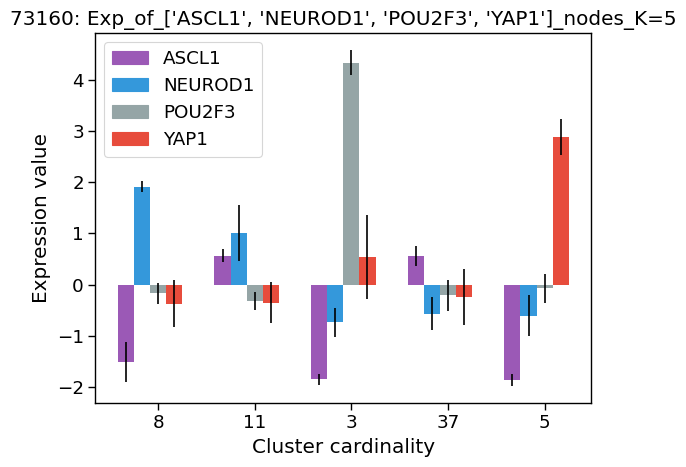 73160: Exp_of_['ASCL1', 'NEUROD1', 'POU2F3', 'YAP1']_nodes_K=5
ASCL1
NEUROD1
POU2F3
YAP1
Expression value
4
3
2
1
0
−1
−2
8 11 3 37 5
Cluster cardinality